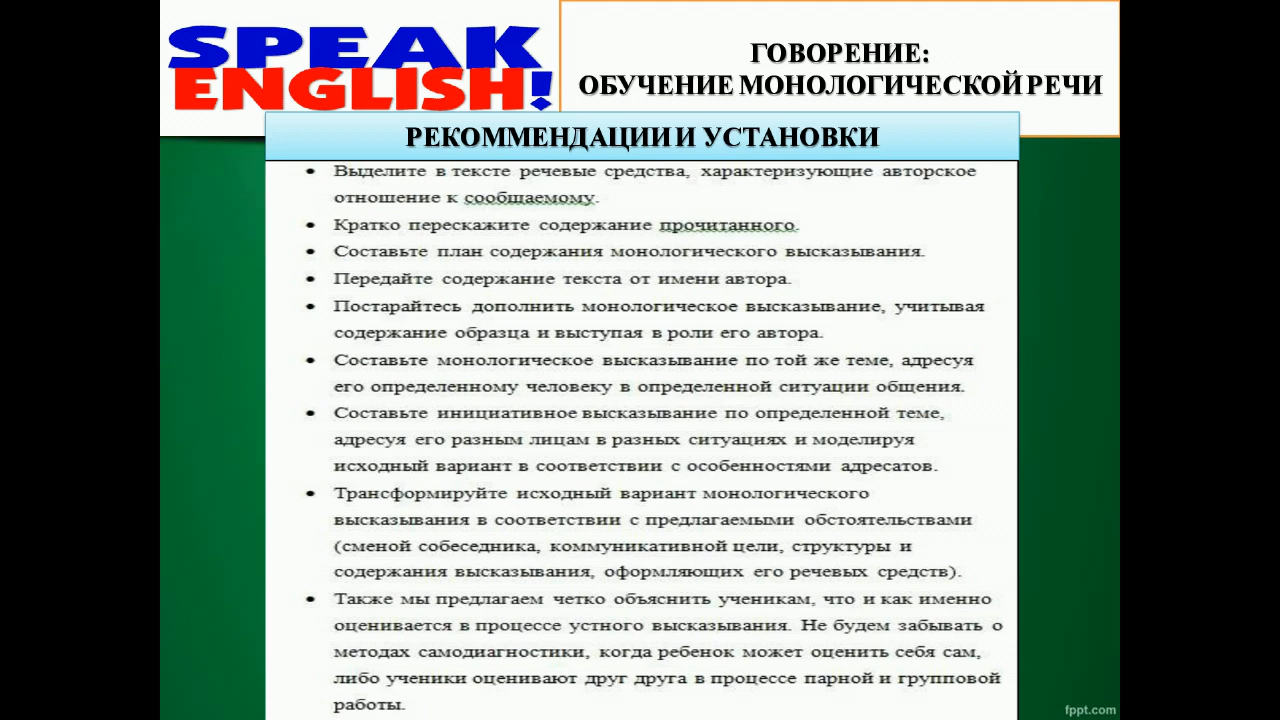 SPEAK
ENGLISH!
ГОВОРЕНИЕ:
ОБУЧЕНИЕ МОНОЛОГИЧЕСКОЙ РЕЧИ
РЕКОММЕНДАЦИИ И УСТАНОВКИ
• Выделите в тексте речевые средства, характеризующие авторское
отношение к сообщаемому.
• Кратко перескажите содержание прочитанного.
• Составьте план содержания монологического высказывания.
• Передайте содержание текста от имени автора.
• Постарайтесь дополнить монологическое высказывание, учитывая
содержание образца и выступая в роли его автора.
• Составьте монологическое высказывание по той же теме, адресуя
его определенному человеку в определенной ситуации общения.
• Составьте инициативное высказывание по определенной теме,
адресуя его разным лицам в разных ситуациях и моделируя
исходный вариант в соответствии с особенностями адресатов.
• Трансформируйте исходный вариант монологического
высказывания в соответствии с предлагаемыми обстоятельствами
(сменой собеседника, коммуникативной цели, структуры и
содержания высказывания, оформляющих его речевых средств).
• Также мы предлагаем четко объяснить ученикам, что и как именно
оценивается в процессе устного высказывания. Не будем забывать о
методах самодиагностики, когда ребенок может оценить себя сам,
либо ученики оценивают друг друга в процессе парной и групповой
работы.
fppt.com